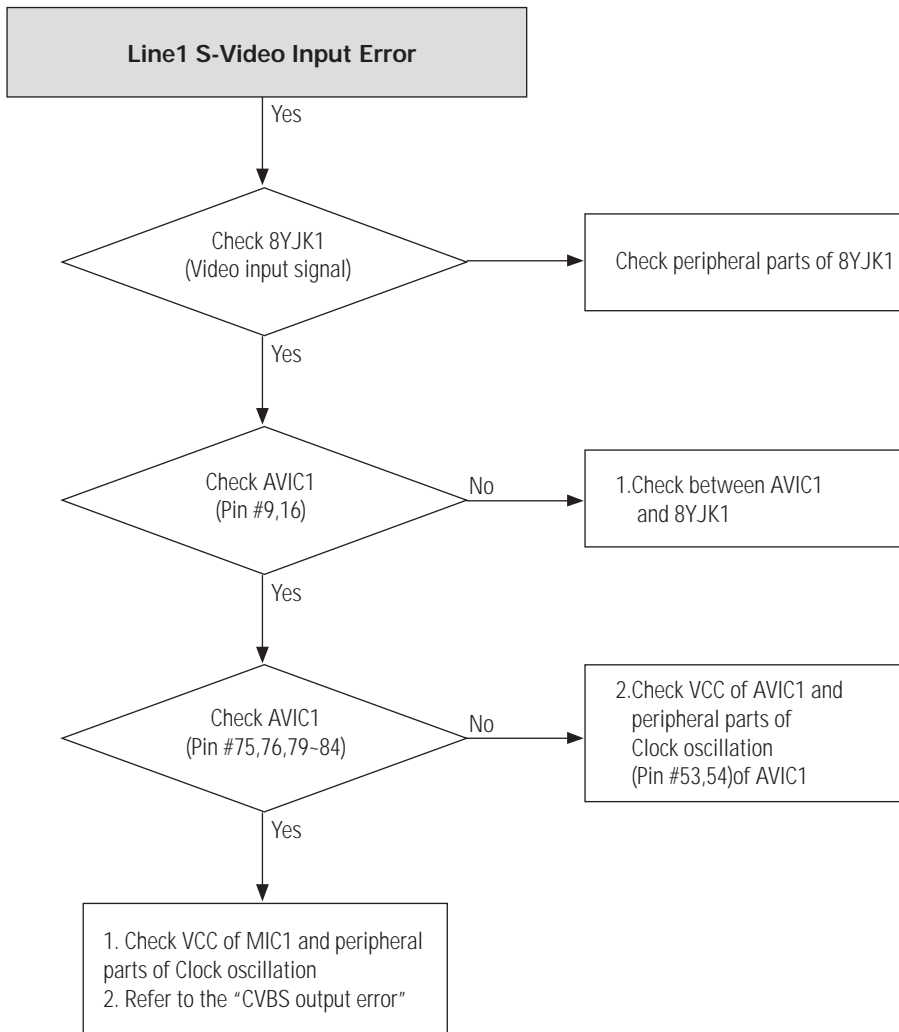 Line1 S-Video Input Error
Yes
Check 8YJK1
(Video input signal)
Check peripheral parts of 8YJK1
Yes
Check AVIC1
(Pin #9,16)
No
1.Check between AVIC1
and 8YJK1
Yes
Check AVIC1
(Pin #75,76,79~84)
No
2.Check VCC of AVIC1 and
peripheral parts of
Clock oscillation
(Pin #53,54)of AVIC1
Yes
1. Check VCC of MIC1 and peripheral
parts of Clock oscillation
2. Refer to the “CVBS output error”